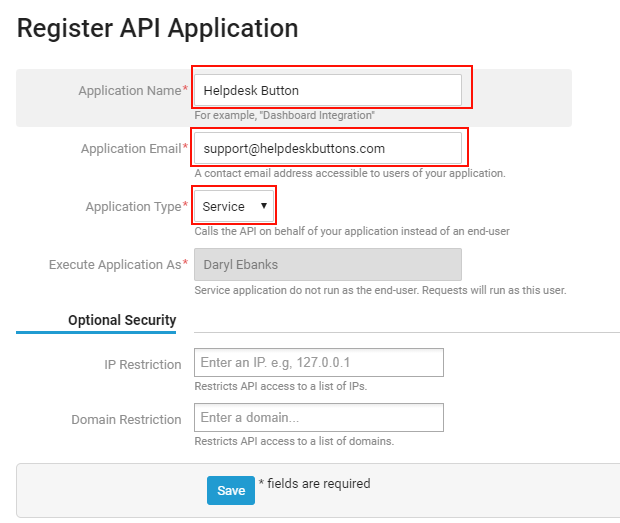 Register API Application
Application Name* Helpdesk Button
For example, "Dashboard Integration"
Application Email* support@helpdeskbuttons.com
A contact email address accessible to users of your application.
Application Type* Service ▼
Calls the API on behalf of your application instead of an end-user
Execute Application As* Daryl Ebanks
Service application do not run as the end-user. Requests will run as this user.
Optional Security
IP Restriction Enter an IP. e.g, 127.0.0.1
Restricts API access to a list of IPs.
Domain Restriction Enter a domain...
Restricts API access to a list of domains.
Save * fields are required